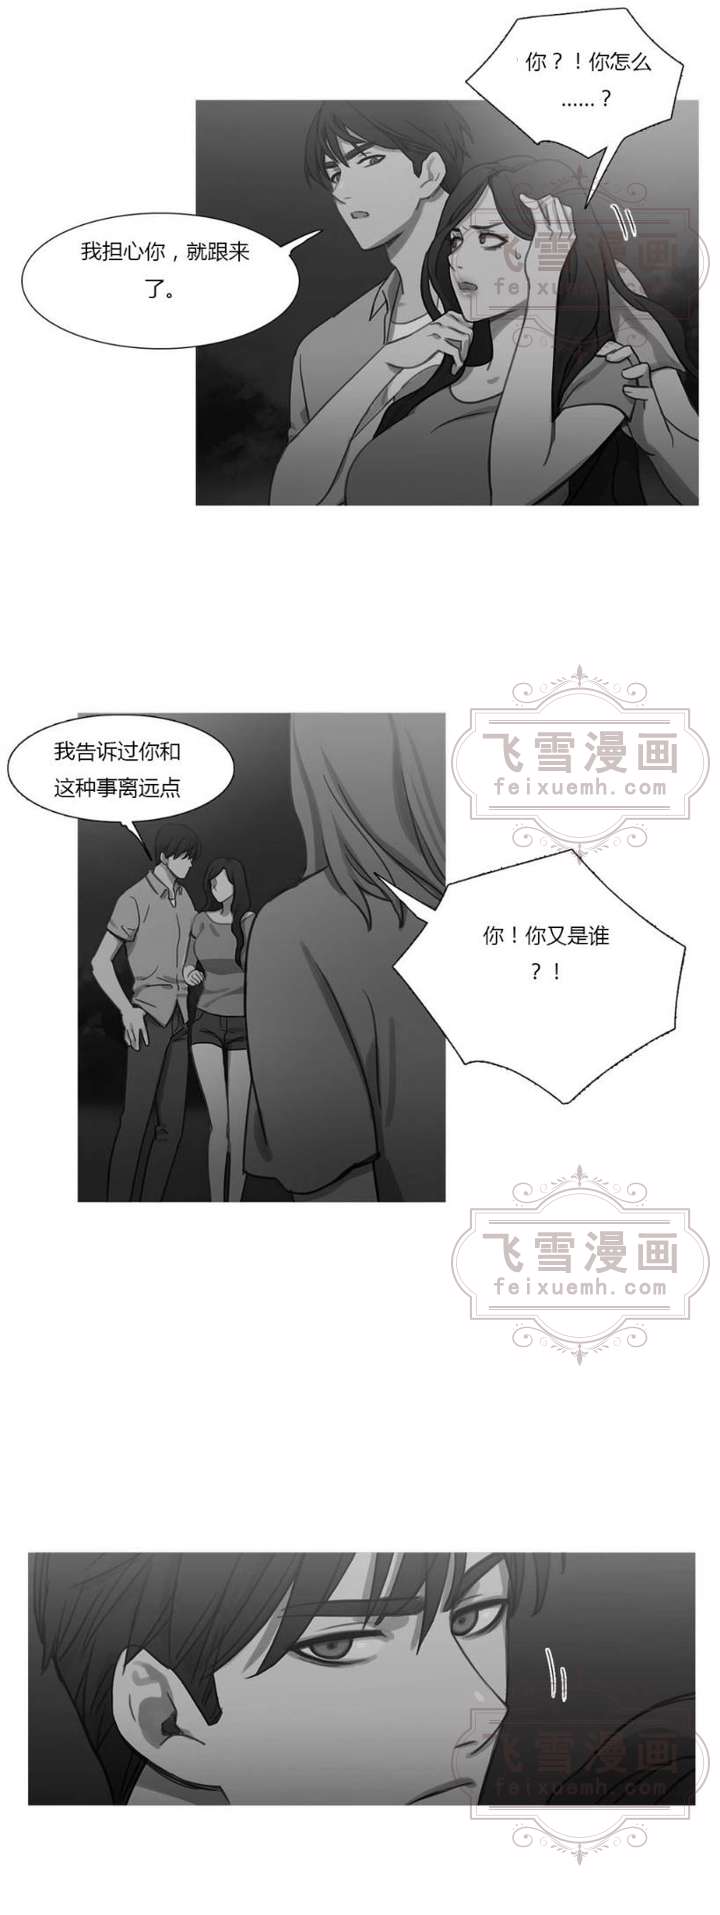 你？！你怎么
……？
我担心你，就跟来
了。
飞雪漫画
feixuemh.com
我告诉过你和
这种事离远点
飞雪漫画
feixuemh.com
你！你又是谁
？！
飞雪漫画
feixuemh.com
飞雪漫画
feixuemh.com